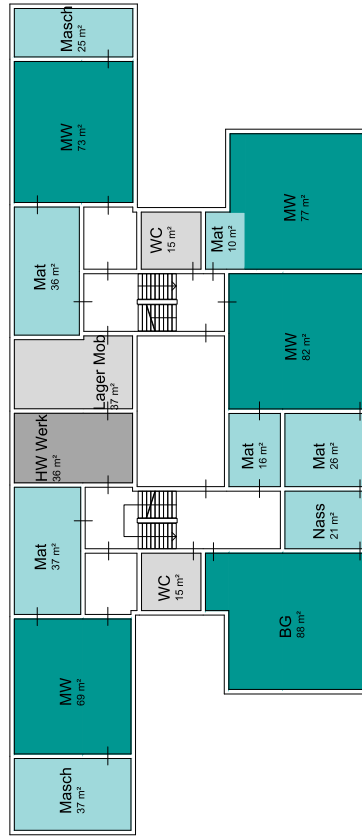 Masch
25 m²
MW
73 m²
MW
77 m²
WC
15 m²
Mat
10 m²
Mat
36 m²
MW
82 m²
Lager Mob
37 m²
HW Werk
36 m²
Mat
16 m²
Mat
26 m²
Nass
21 m²
Mat
37 m²
WC
15 m²
BG
88 m²
MW
69 m²
Masch
37 m²